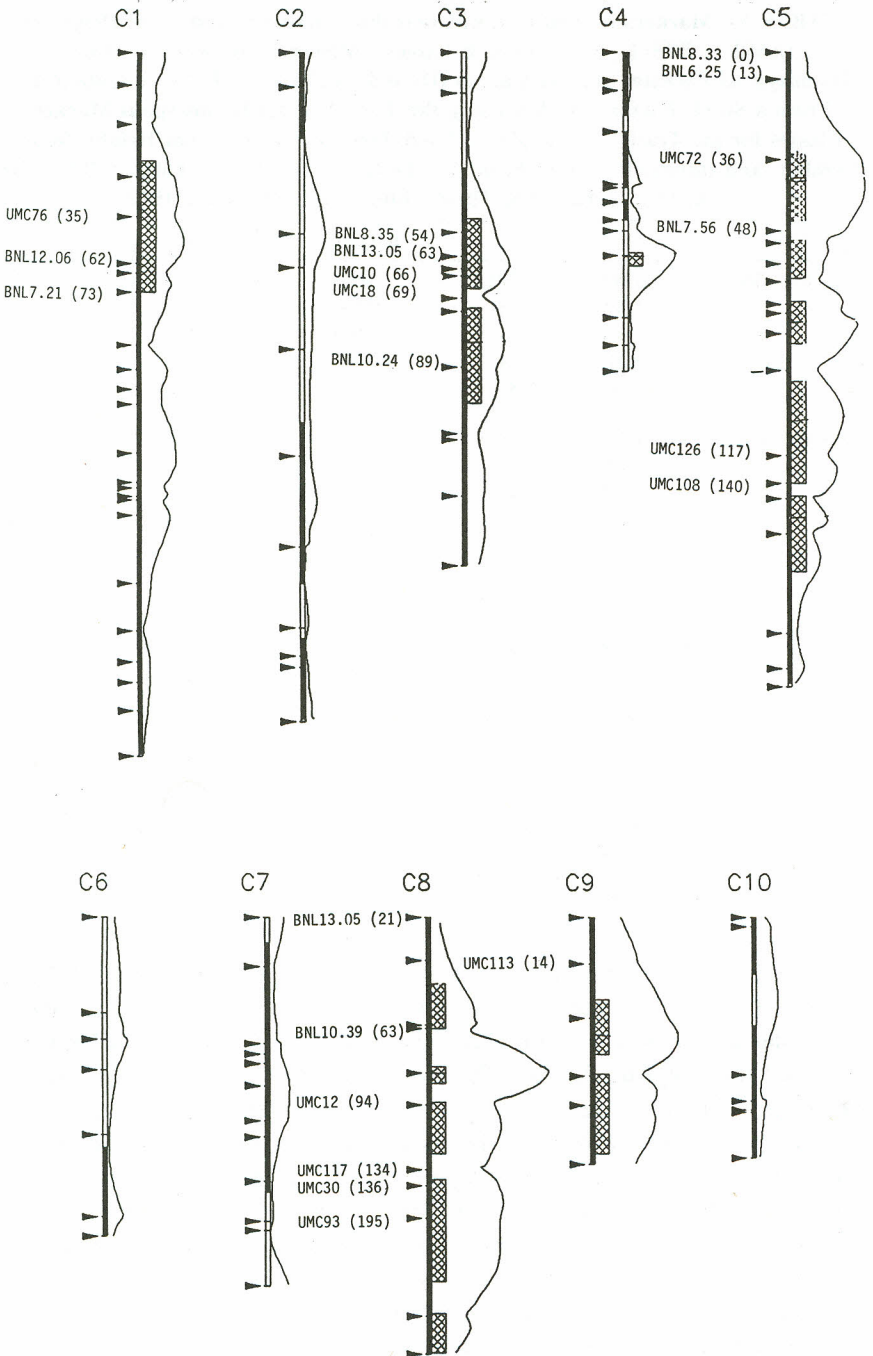 C1 C2 C3 C4 C5
BNL8.33 (0)
BNL6.25 (13)
UMC72 (36)
UMC76 (35)
BNL7.56 (48)
BNL8.35 (54)
BNL13.05 (63)
BNL12.06 (62)
UMC10 (66)
BNL7.21 (73)
UMC18 (69)
BNL10.24 (89)
UMC126 (117)
UMC108 (140)
C6 C7 C8 C9 C10
BNL13.05 (21)
UMC113 (14)
BNL10.39 (63)
UMC12 (94)
UMC117 (134)
UMC30 (136)
UMC93 (195)